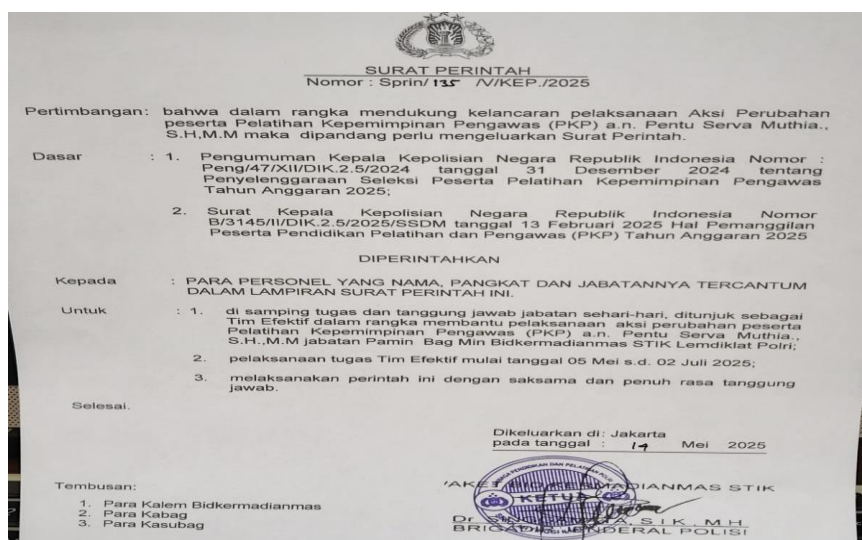 SURAT PERINTAH
Nomor : Sprin/ 135 /V/KEP./2025
Pertimbangan: bahwa dalam rangka mendukung kelancaran pelaksanaan Aksi Perubahan
peserta Pelatihan Kepemimpinan Pengawas (PKP) a.n. Pentu Serva Muthia.,
S.H,M.M maka dipandang perlu mengeluarkan Surat Perintah.
Dasar : 1. Pengumuman Kepala Kepolisian Negara Republik Indonesia Nomor :
Peng/47/XII/DIK.2.5/2024 tanggal 31 Desember 2024 tentang
Penyelenggaraan Seleksi Peserta Pelatihan Kepemimpinan Pengawas
Tahun Anggaran 2025;
2. Surat Kepala Kepolisian Negara Republik Indonesia Nomor
B/3145/II/DIK.2.5/2025/SSDM tanggal 13 Februari 2025 Hal Pemanggilan
Peserta Pendidikan Pelatihan dan Pengawas (PKP) Tahun Anggaran 2025
DIPERINTAHKAN
Kepada : PARA PERSONEL YANG NAMA, PANGKAT DAN JABATANNYA TERCANTUM
DALAM LAMPIRAN SURAT PERINTAH INI.
Untuk : 1. di samping tugas dan tanggung jawab jabatan sehari-hari, ditunjuk sebagai
Tim Efektif dalam rangka membantu pelaksanaan aksi perubahan peserta
Pelatihan Kepemimpinan Pengawas (PKP) a.n. Pentu Serva Muthia.,
S.H.,M.M jabatan Pamin Bag Min Bidkermadianmas STIK Lemdiklat Polri;
2. pelaksanaan tugas Tim Efektif mulai tanggal 05 Mei s.d. 02 Juli 2025;
3. melaksanakan perintah ini dengan saksama dan penuh rasa tanggung
jawab.
Selesai.
Dikeluarkan di: Jakarta
pada tanggal : 14 Mei 2025
STIK
KETUA
Dr S.I.K., M.H
BRIGADIR JENDERAL POLISI
Tembusan:
1. Para Kalem Bidkermadianmas
2. Para Kabag
3. Para Kasubag